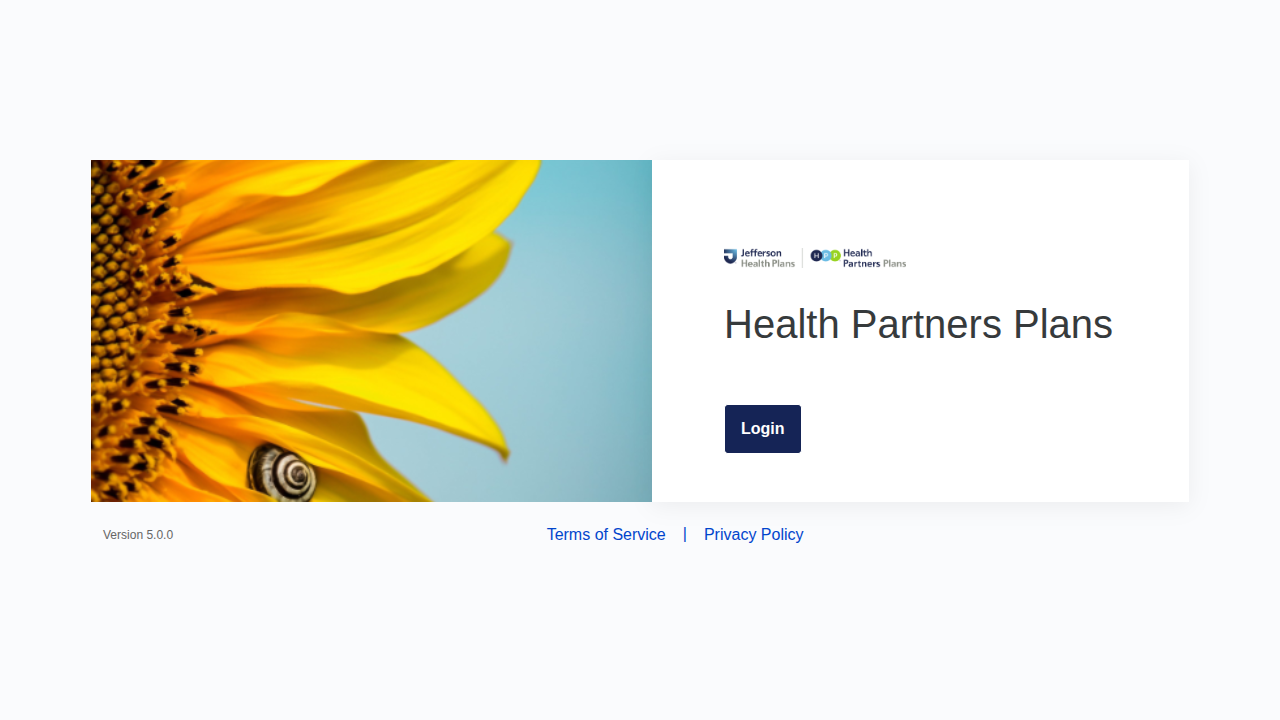 Jefferson
Health Plans
H P P
Health
Partners Plans
Health Partners Plans
Login
Version 5.0.0
Terms of Service | Privacy Policy